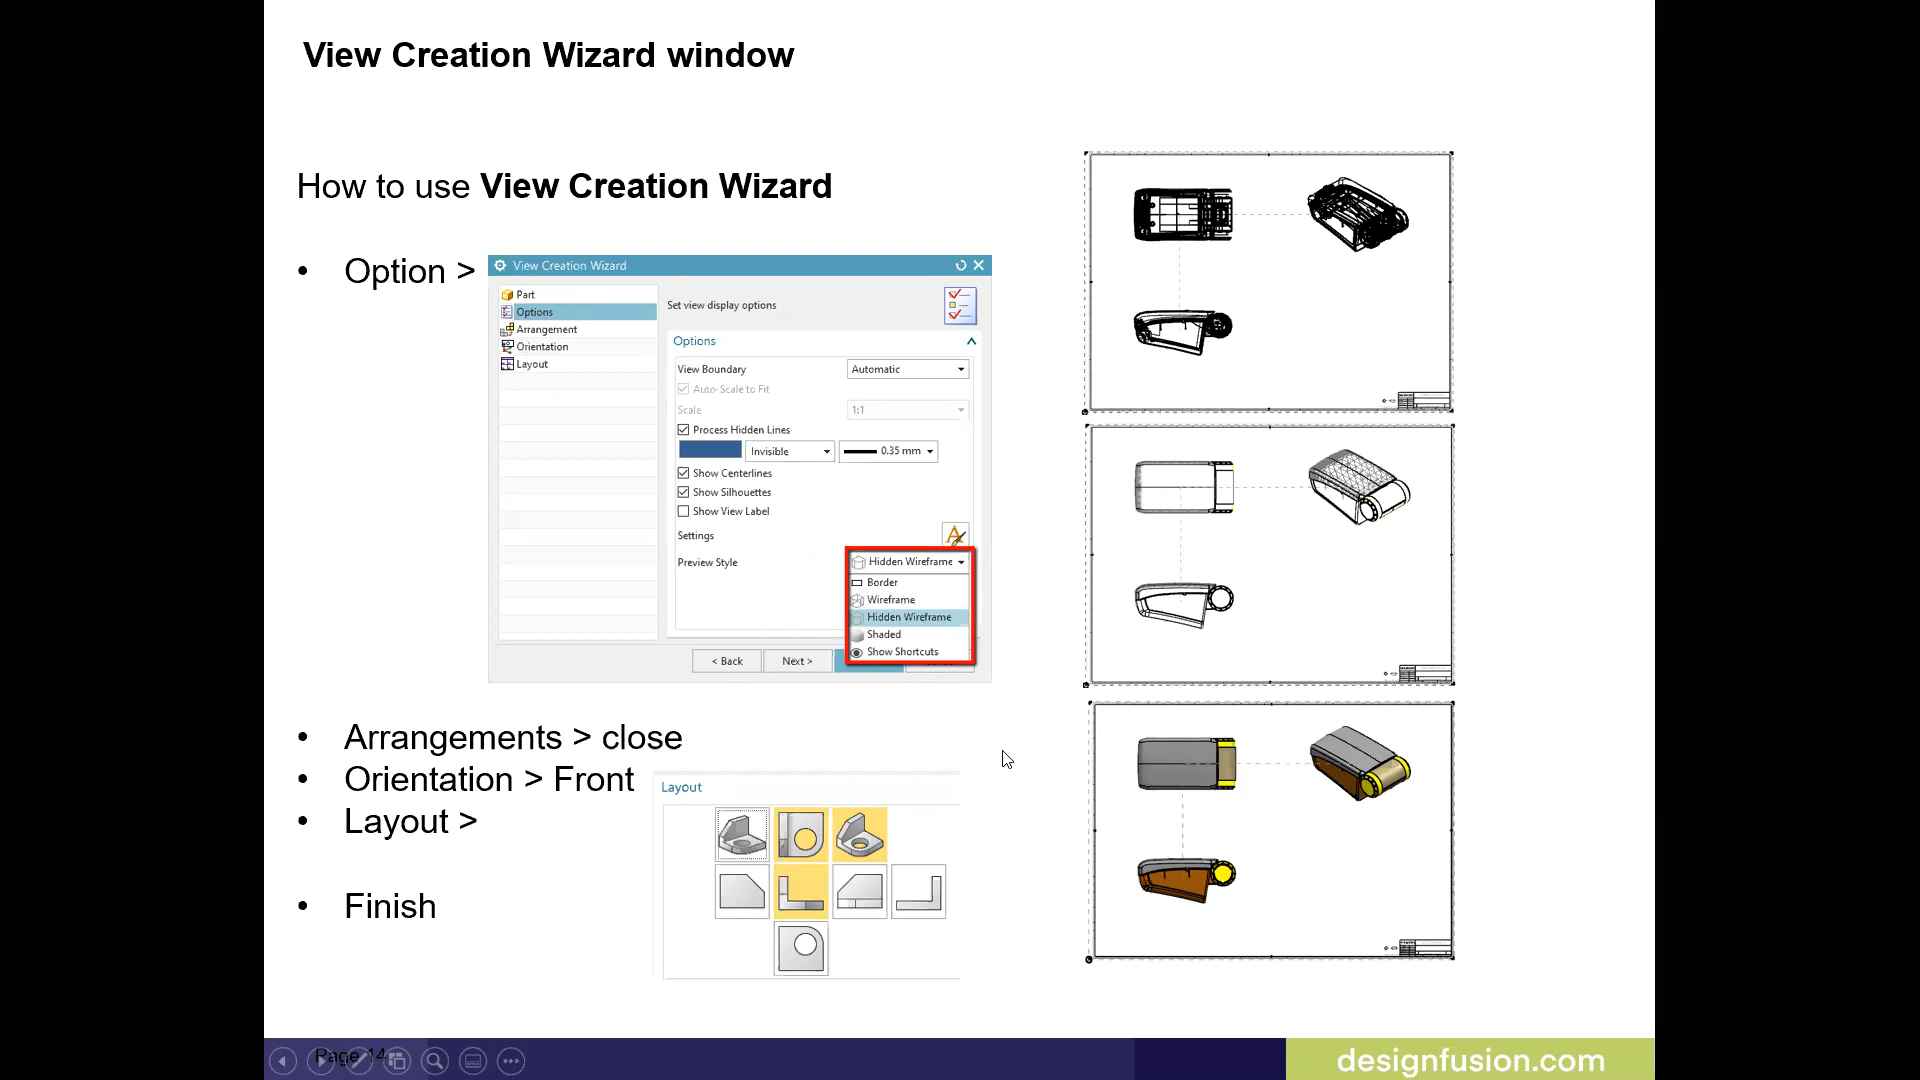 View Creation Wizard window
How to use View Creation Wizard
• Option >
View Creation Wizard
Part
Options
Arrangement
Orientation
Layout
Set view display options
Options
View Boundary Automatic
Auto-Scale to Fit
Scale 1:1
Process Hidden Lines
Invisible 0.35 mm
Show Centerlines
Show Silhouettes
Show View Label
Settings
Preview Style Hidden Wireframe
Border
Wireframe
Hidden Wireframe
Shaded
Show Shortcuts
< Back Next >
• Arrangements > close
• Orientation > Front
• Layout >
Layout
• Finish
Page 14
designfusion.com